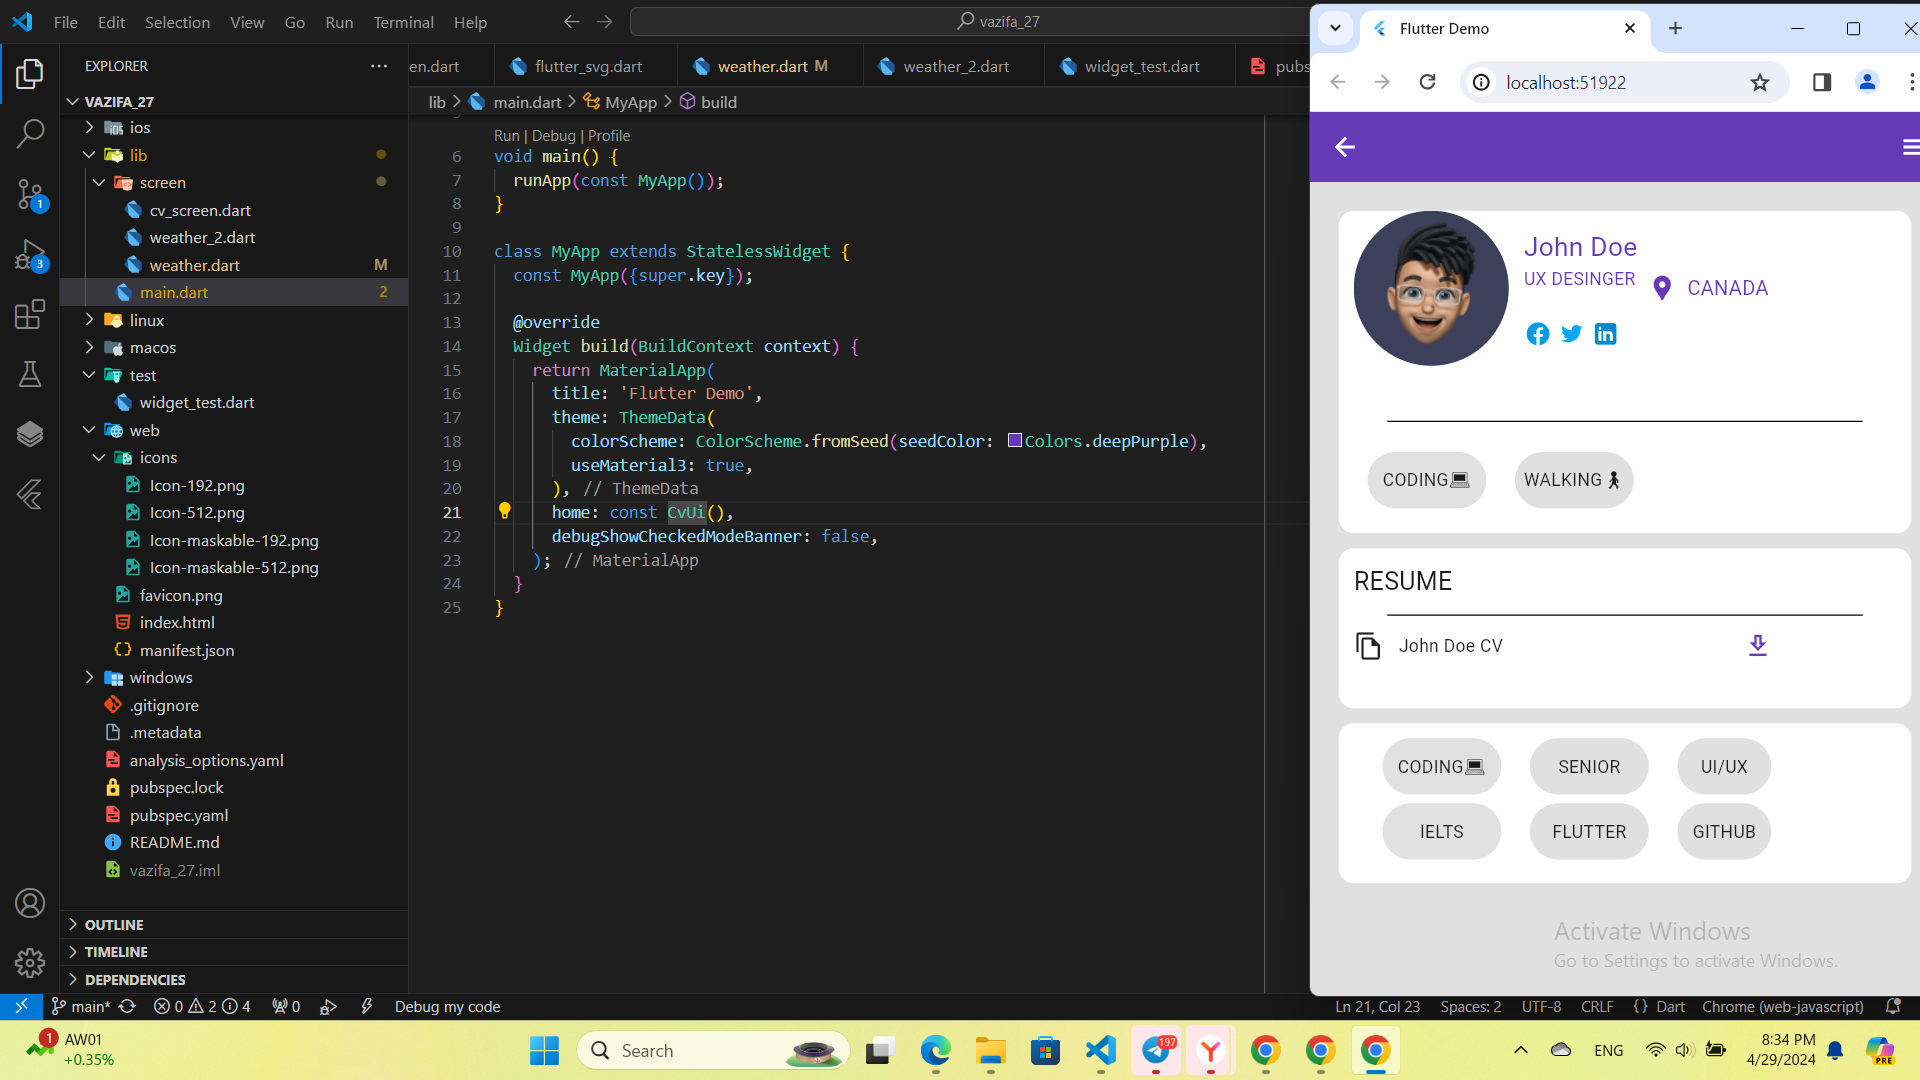 File Edit Selection View Go Run Terminal Help
vazifa_27
EXPLORER
VAZIFA_27
ios
lib
screen
cv_screen.dart
weather_2.dart
weather.dart M
main.dart 2
linux
macos
test
widget_test.dart
web
icons
Icon-192.png
Icon-512.png
Icon-maskable-192.png
Icon-maskable-512.png
favicon.png
index.html
manifest.json
windows
.gitignore
.metadata
analysis_options.yaml
pubspec.lock
pubspec.yaml
README.md
vazifa_27.iml
OUTLINE
TIMELINE
DEPENDENCIES
1
3
en.dart flutter_svg.dart weather.dart M weather_2.dart widget_test.dart pubs
lib > main.dart > MyApp > build
Run | Debug | Profile
6 void main() {
7 runApp(const MyApp());
8 }
9
10 class MyApp extends StatelessWidget {
11 const MyApp({super.key});
12
13 @override
14 Widget build(BuildContext context) {
15 return MaterialApp(
16 title: 'Flutter Demo',
17 theme: ThemeData(
18 colorScheme: ColorScheme.fromSeed(seedColor: Colors.deepPurple),
19 useMaterial3: true,
20 ), // ThemeData
21 home: const CvUi(),
22 debugShowCheckedModeBanner: false,
23 ); // MaterialApp
24 }
25 }
Flutter Demo
localhost:51922
John Doe
UX DESINGER
CANADA
CODING💻 WALKING🚶
RESUME
John Doe CV
CODING💻 SENIOR UI/UX
IELTS FLUTTER GITHUB
Activate Windows
Go to Settings to activate Windows.
main* 0 2 4 0 Debug my code
Ln 21, Col 23 Spaces: 2 UTF-8 CRLF {} Dart Chrome (web-javascript)
1
AW01
+0.35%
Search
197
ENG
8:34 PM
4/29/2024
PRE